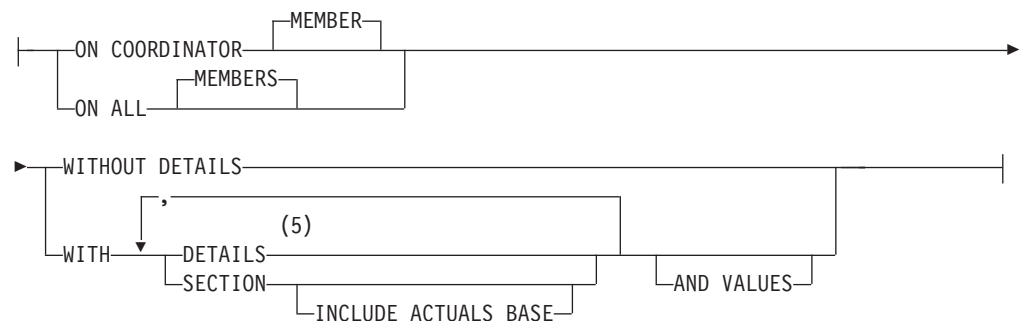 MEMBER
ON COORDINATOR
MEMBERS
ON ALL
WITHOUT DETAILS
,
(5)
WITH DETAILS
SECTION AND VALUES
INCLUDE ACTUALS BASE